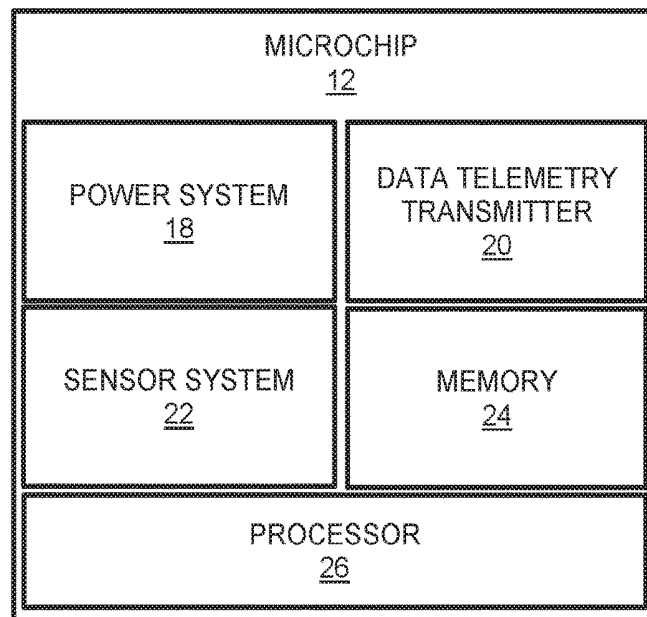 MICROCHIP
12
POWER SYSTEM
18
DATA TELEMETRY
TRANSMITTER
20
SENSOR SYSTEM
22
MEMORY
24
PROCESSOR
26